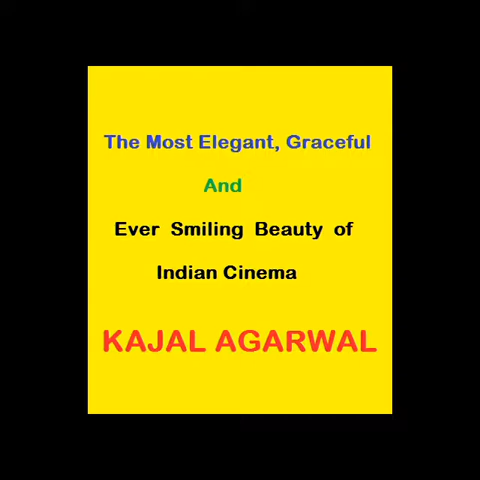 The Most Elegant, Graceful
And
Ever Smiling Beauty of
Indian Cinema
KAJAL AGARWAL